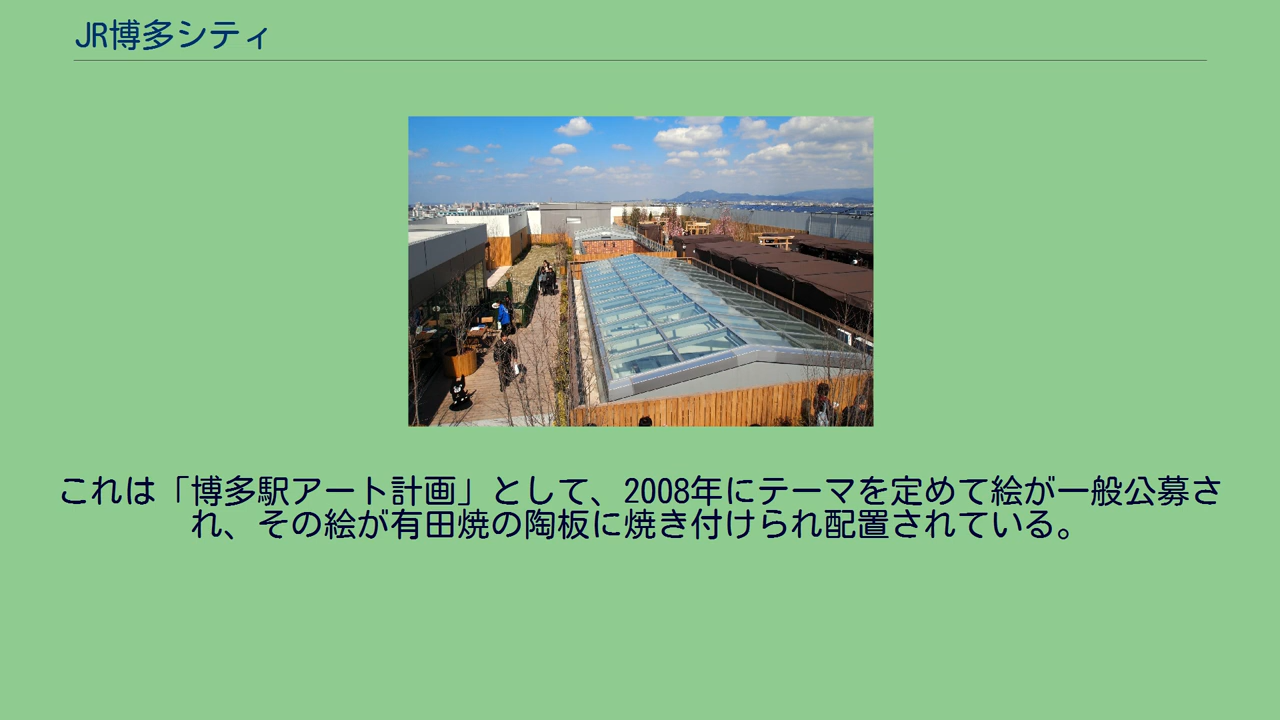 JR博多シティ
これは「博多駅アート計画」として、2008年にテーマを定めて絵が一般公募さ
れ、その絵が有田焼の陶板に焼き付けられ配置されている。